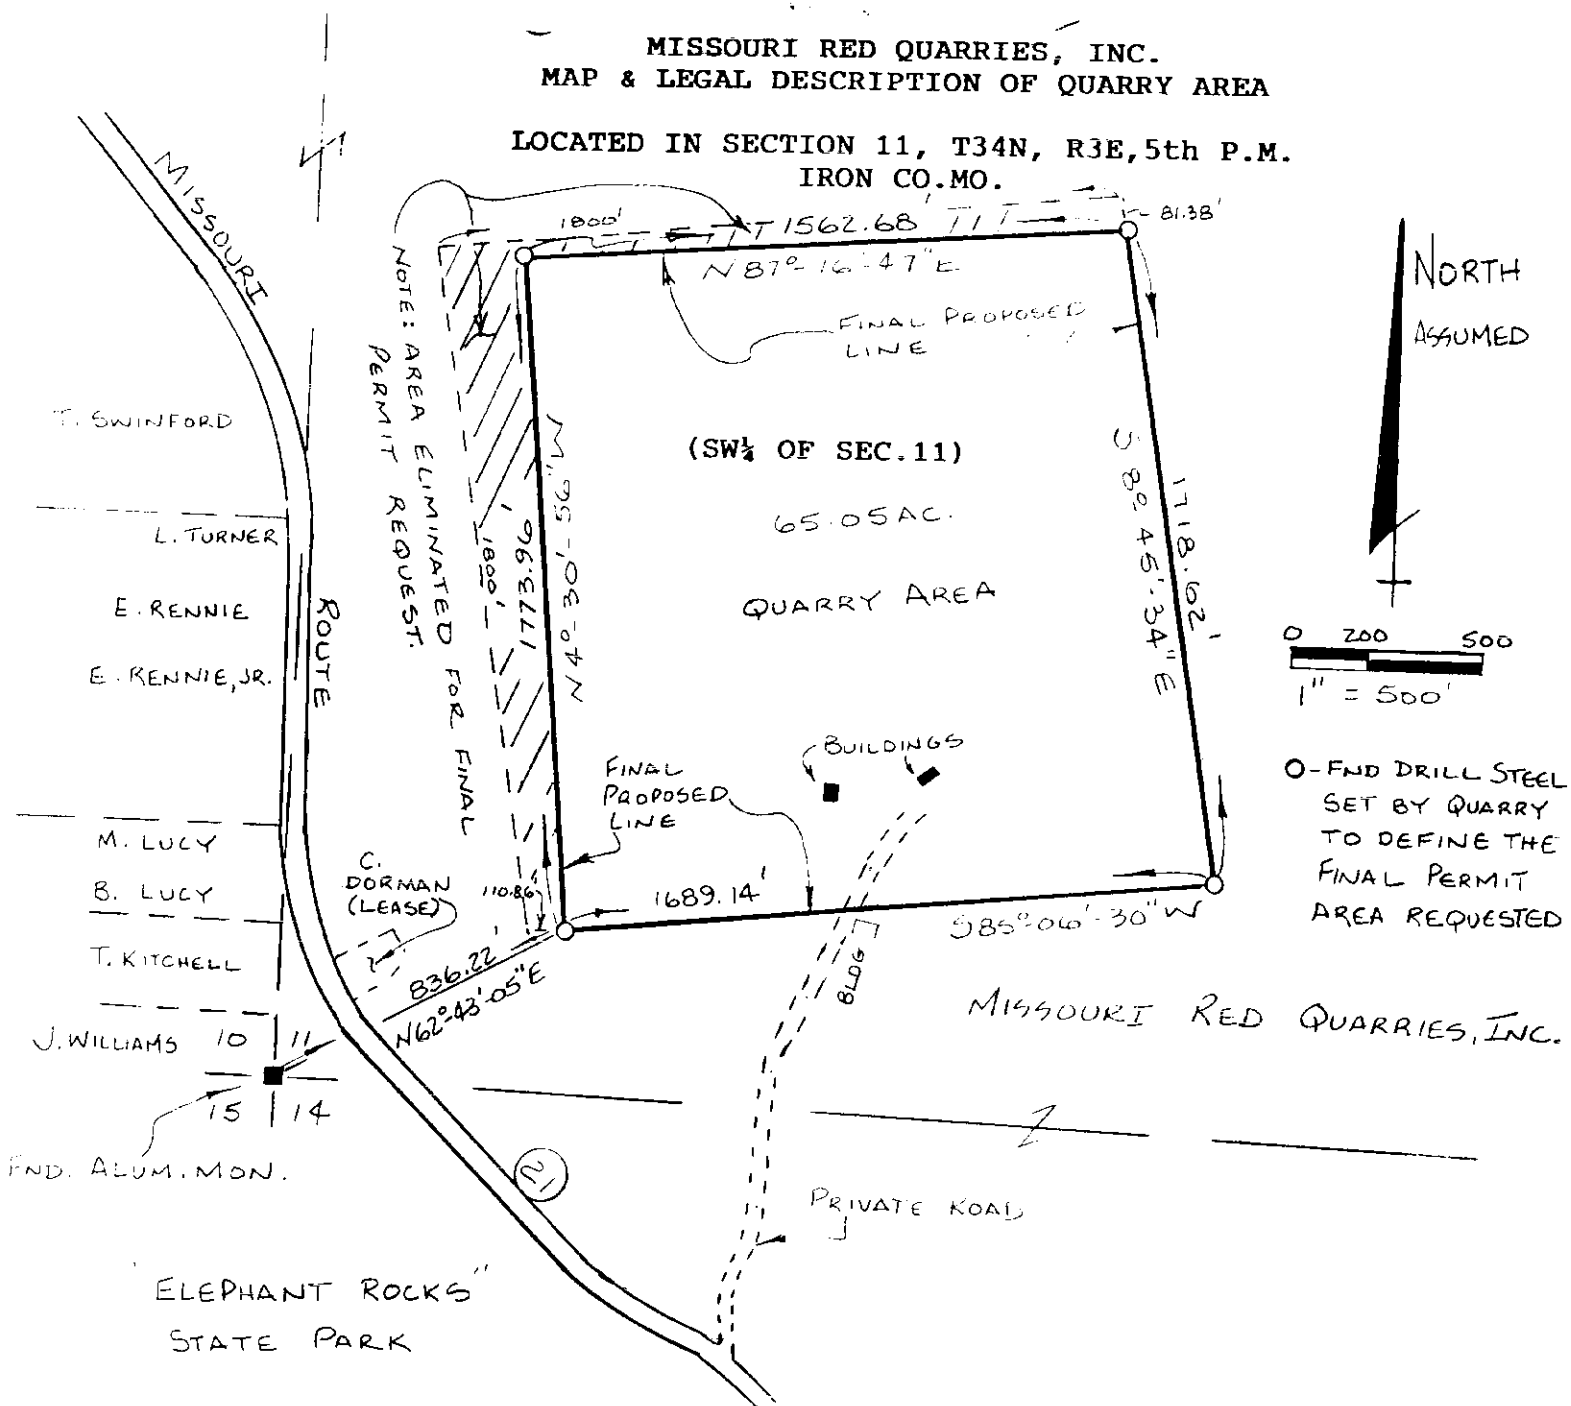 MISSOURI RED QUARRIES, INC.
MAP & LEGAL DESCRIPTION OF QUARRY AREA
LOCATED IN SECTION 11, T34N, R3E,5th P.M.
IRON CO.MO.
MISSOURI
ROUTE
21
1800'
1562.68'
81.38'
N 87°-16'-47" E
FINAL PROPOSED
LINE
NORTH
ASSUMED
NOTE: AREA ELIMINATED FOR FINAL
PERMIT REQUEST.
1800'
1773.96'
N 4°-30'-56" W
(SW¼ OF SEC.11)
65.05 AC.
QUARRY AREA
S 8° 45'-34" E
1718.62'
0 200 500
1" = 500'
T. SWINFORD
L. TURNER
E. RENNIE
E. RENNIE, JR.
M. LUCY
B. LUCY
T. KITCHELL
J. WILLIAMS
10 11
15 14
FND. ALUM. MON.
BUILDINGS
FINAL
PROPOSED
LINE
O-FND DRILL STEEL
SET BY QUARRY
TO DEFINE THE
FINAL PERMIT
AREA REQUESTED
C.
DORMAN
(LEASE)
110.86'
1689.14'
S85°-06'-30" W
836.22'
N62°-43'-05"E
BLDG
MISSOURI RED QUARRIES, INC.
PRIVATE ROAD
"ELEPHANT ROCKS"
STATE PARK